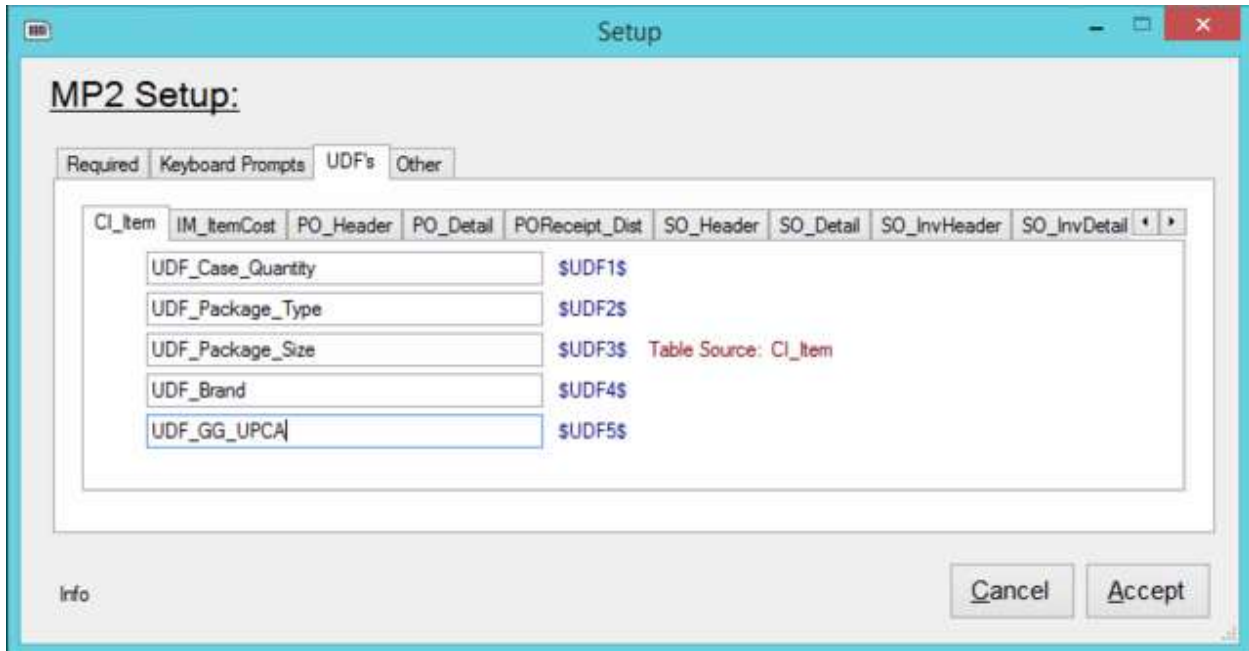 Setup
MP2 Setup:
Required Keyboard Prompts UDF's Other
CI_Item IM_ItemCost PO_Header PO_Detail POReceipt_Dist SO_Header SO_Detail SO_InvHeader SO_InvDetail
UDF_Case_Quantity $UDF1$
UDF_Package_Type $UDF2$
UDF_Package_Size $UDF3$ Table Source: CI_Item
UDF_Brand $UDF4$
UDF_GG_UPCA $UDF5$
Info Cancel Accept